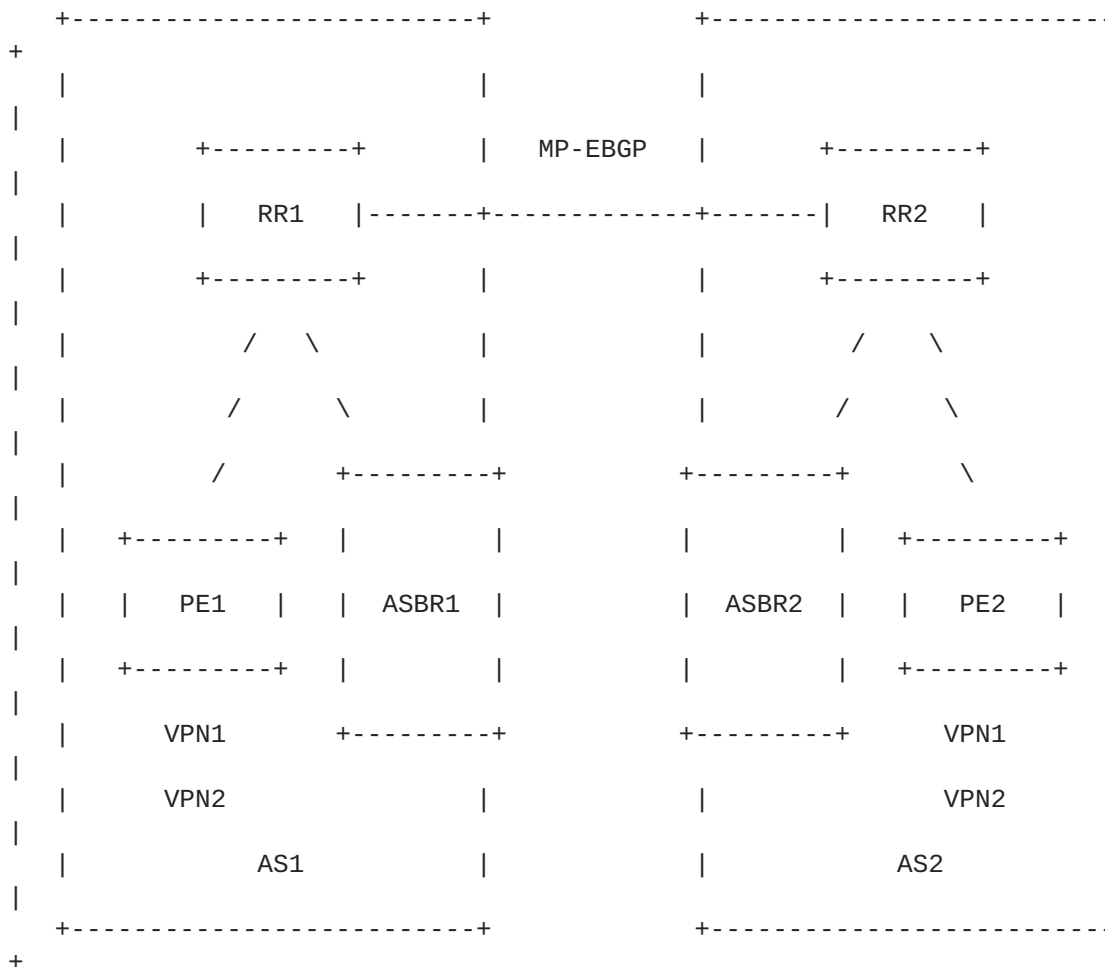 +--------------------------+             +--------------------------
+
|                          |             |
|
|        +---------+       |   MP-EBGP   |       +---------+
|
|        |   RR1   |-------+-------------+-------|   RR2   |
|
|        +---------+       |             |       +---------+
|
|           /   \          |             |         /    \
|
|          /      \        |             |        /      \
|
|         /       +---------+           +---------+       \
|
|   +---------+   |         |           |         |   +---------+
|
|   |   PE1   |   |  ASBR1  |           |  ASBR2  |   |   PE2   |
|
|   +---------+   |         |           |         |   +---------+
|
|      VPN1       +---------+           +---------+      VPN1
|
|      VPN2                |             |               VPN2
|
|            AS1           |             |            AS2
|
+--------------------------+             +--------------------------
+